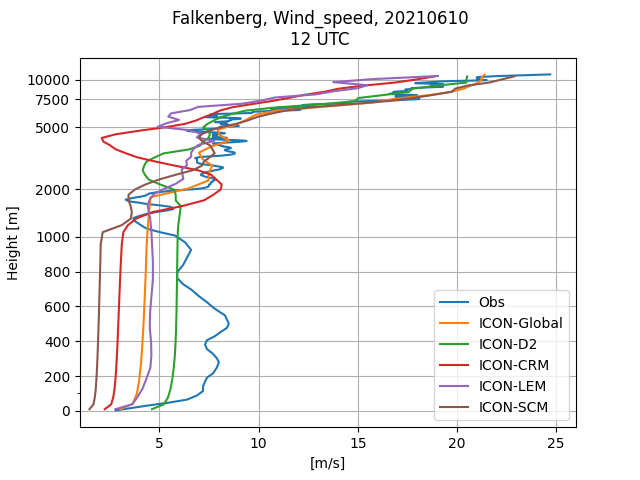 Falkenberg, Wind_speed, 20210610
12 UTC
Height [m]
10000
7500
5000
2000
1000
800
600
400
200
0
Obs
ICON-Global
ICON-D2
ICON-CRM
ICON-LEM
ICON-SCM
5 10 15 20 25
[m/s]